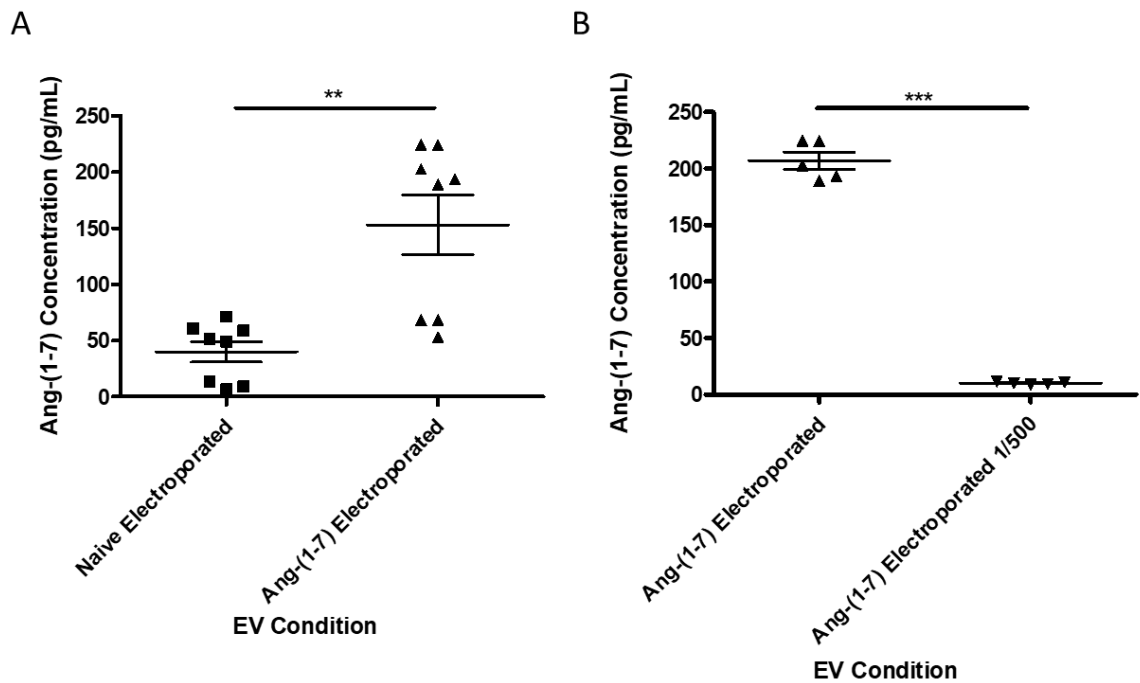 A
Ang-(1-7) Concentration (pg/mL)
250
200
150
100
50
0
**
Naive Electroporated
Ang-(1-7) Electroporated
EV Condition
B
Ang-(1-7) Concentration (pg/mL)
250
200
150
100
50
0
***
Ang-(1-7) Electroporated
Ang-(1-7) Electroporated 1/500
EV Condition